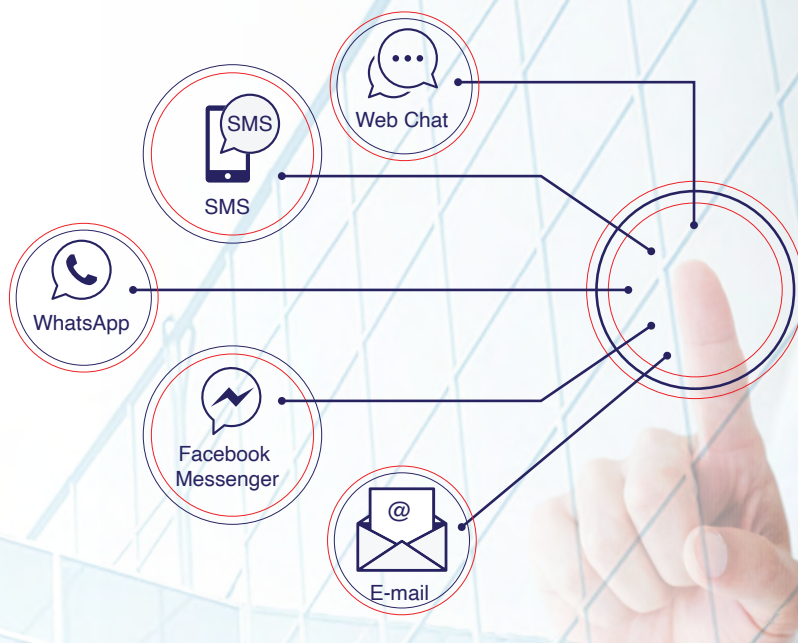 Web Chat
SMS
SMS
WhatsApp
Facebook
Messenger
@
E-mail